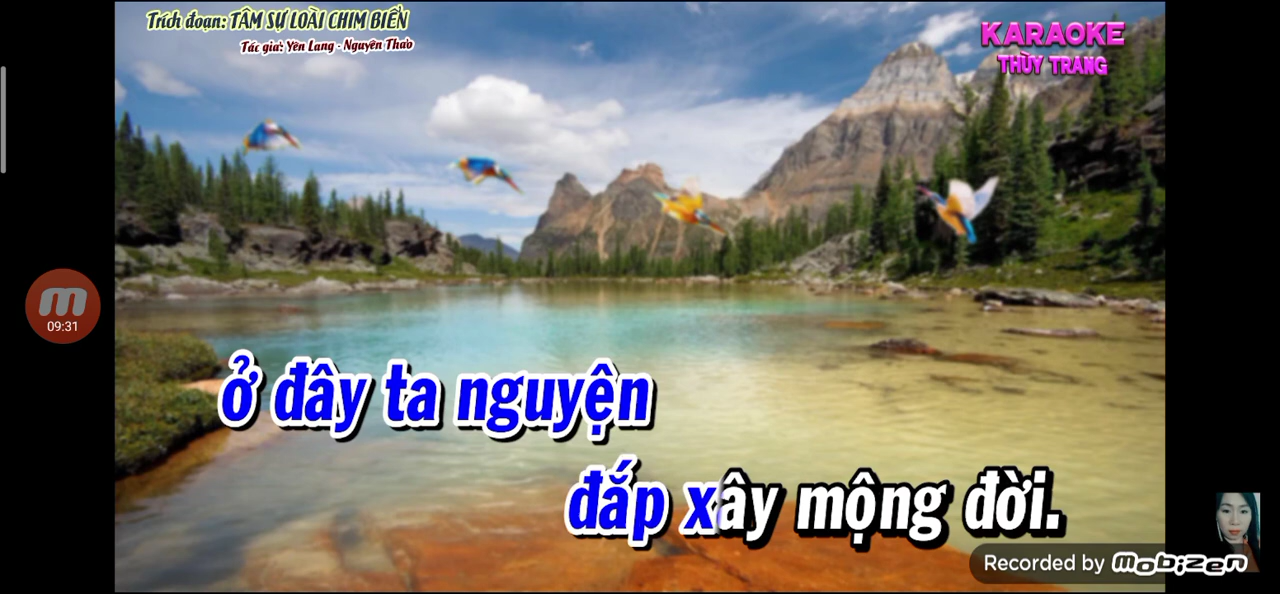 Trích đoạn: TÂM SỰ LOÀI CHIM BIỂN
Tác giả: Yên Lang - Nguyên Thảo
KARAOKE
THÙY TRANG
09:31
ở đây ta nguyện
đắp xây mộng đời.
Recorded by mobizen